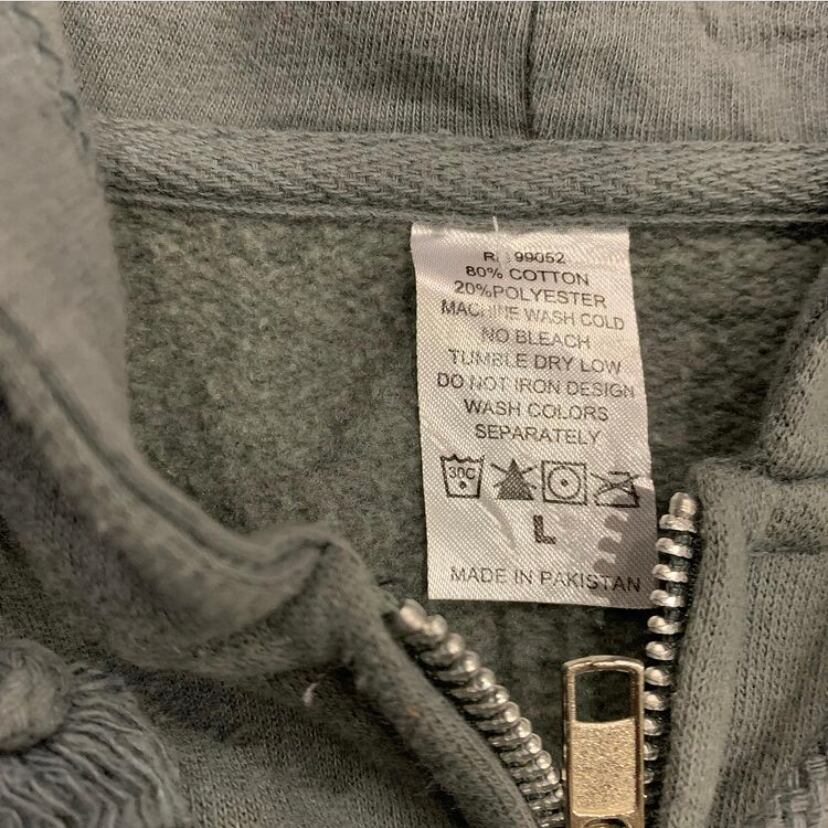 99052
80% COTTON
20%POLYESTER
MACHINE WASH COLD
NO BLEACH
TUMBLE DRY LOW
DO NOT IRON DESIGN
WASH COLORS
SEPARATELY
30C
L
MADE IN PAKISTAN